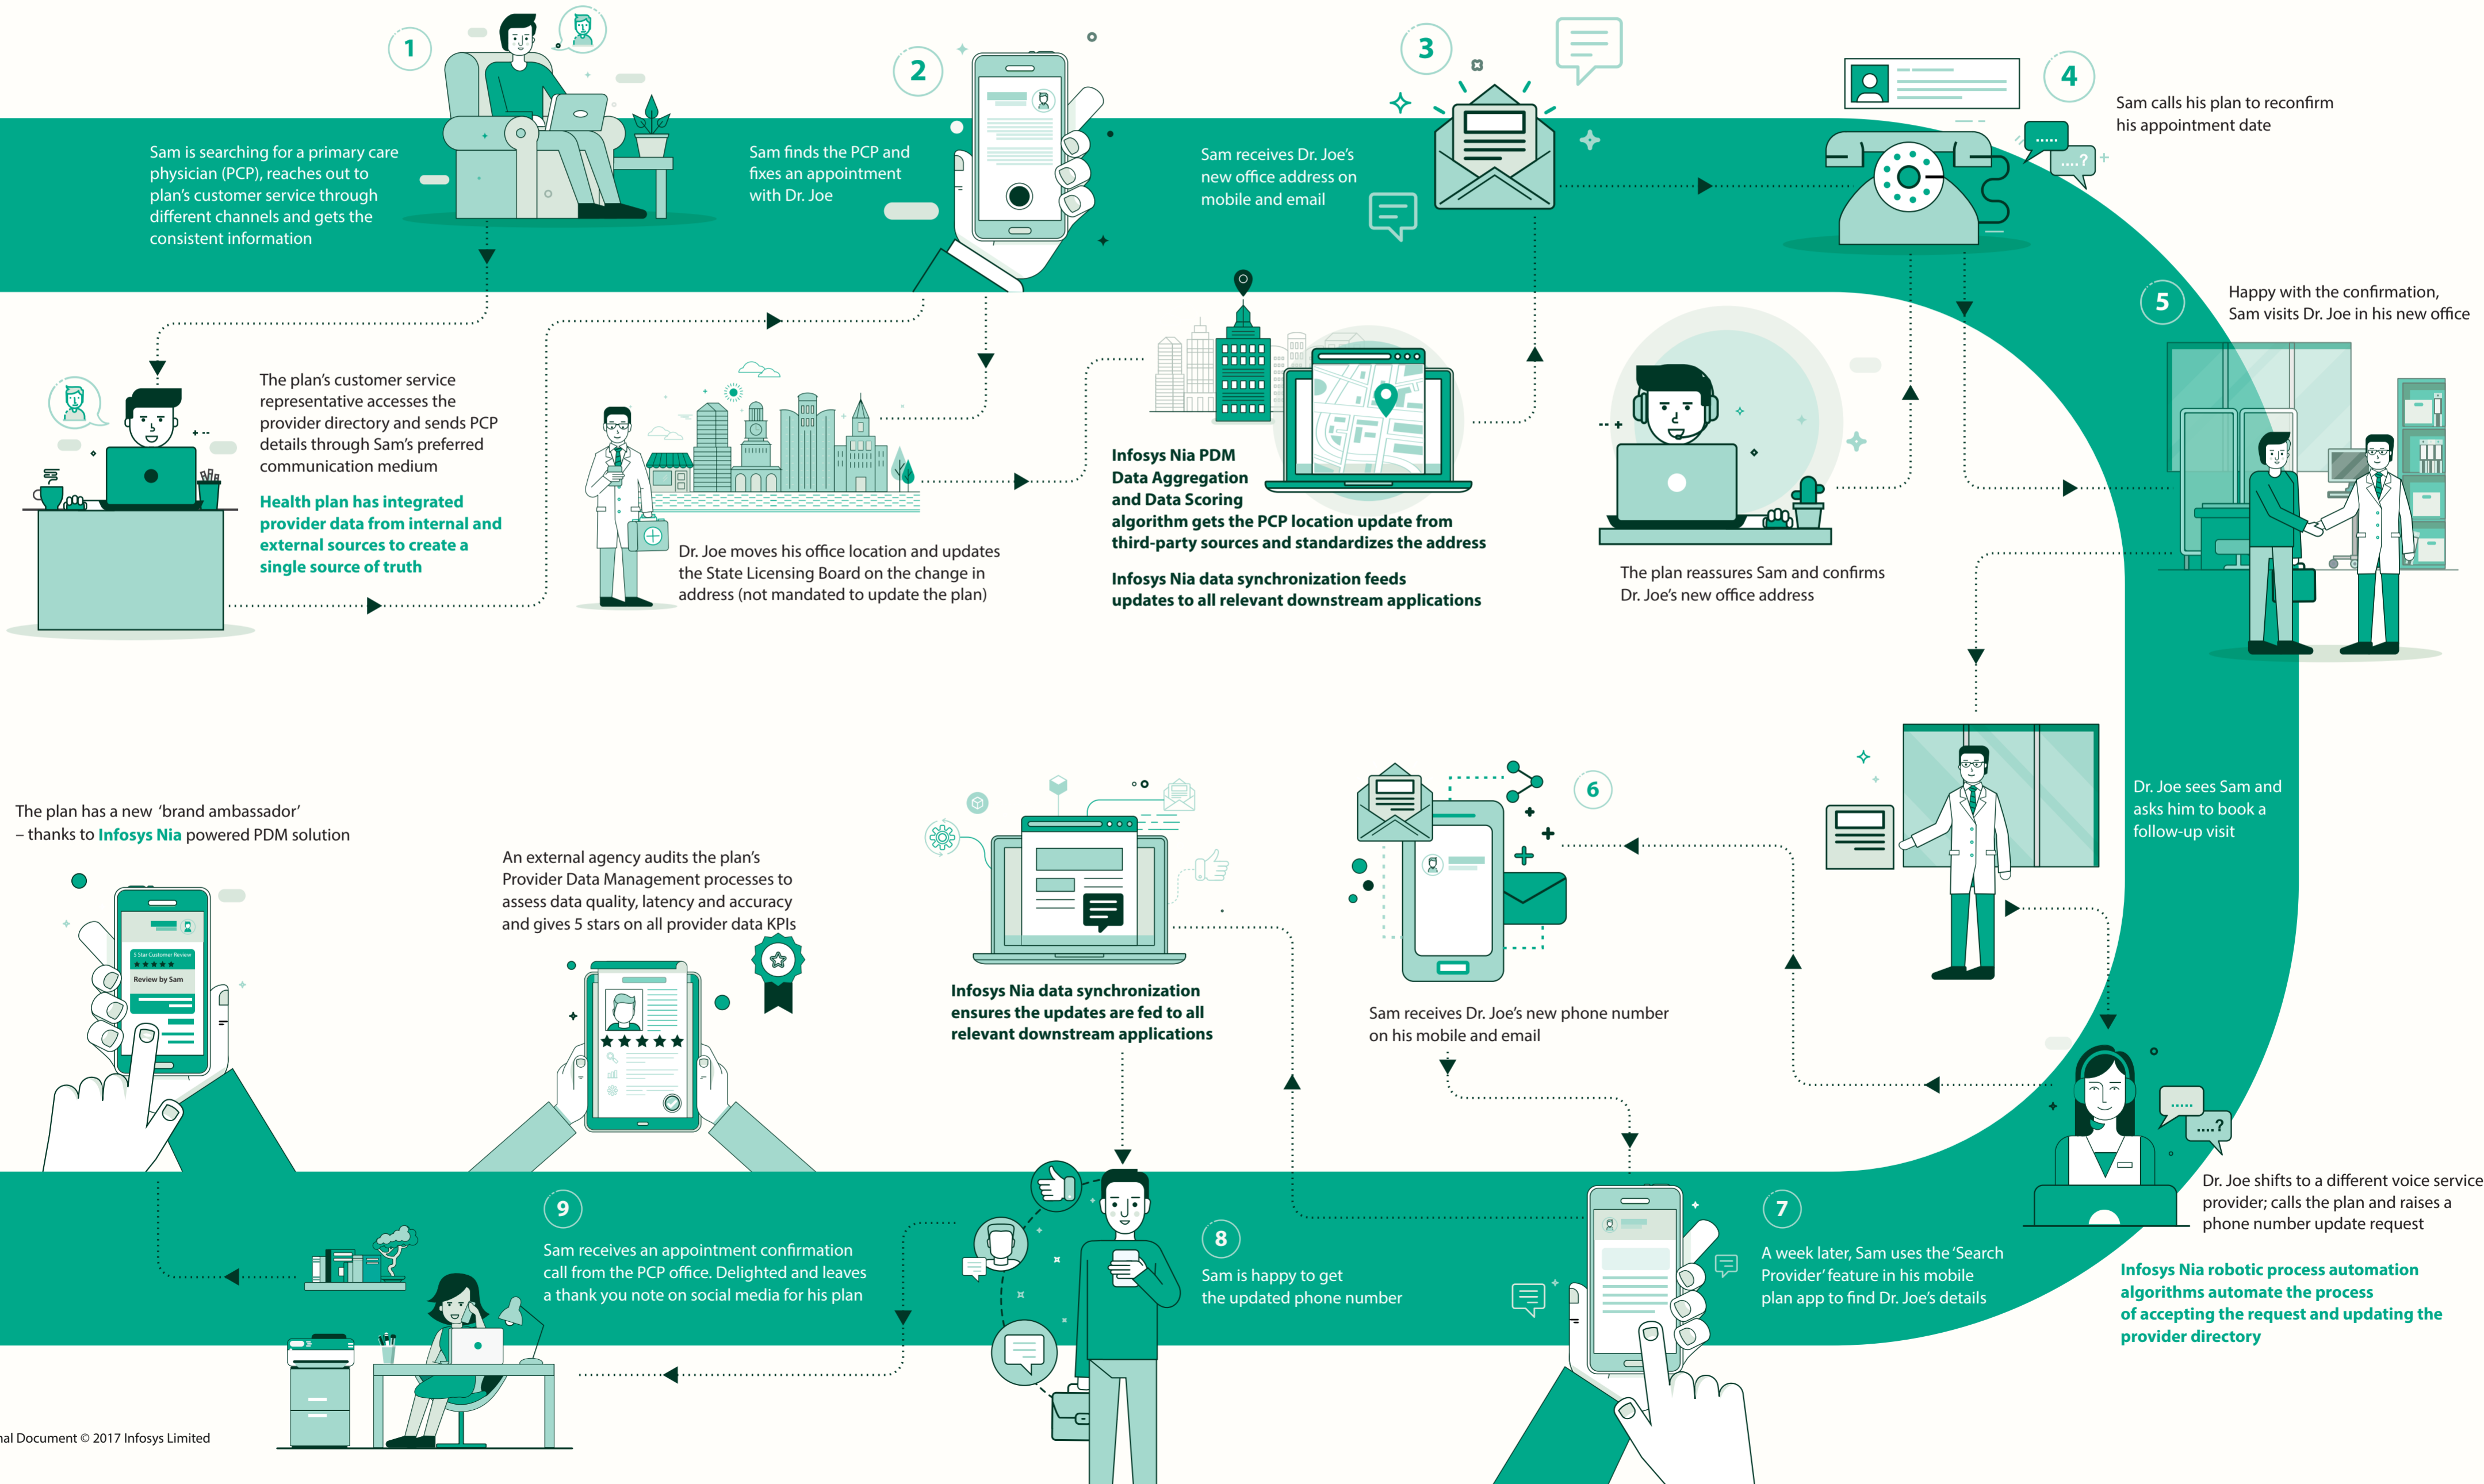 1
Sam is searching for a primary care
physician (PCP), reaches out to
plan's customer service through
different channels and gets the
consistent information
2
Sam finds the PCP and
fixes an appointment
with Dr. Joe
3
Sam receives Dr. Joe's
new office address on
mobile and email
4
Sam calls his plan to reconfirm
his appointment date
.....
....?
5
Happy with the confirmation,
Sam visits Dr. Joe in his new office
The plan's customer service
representative accesses the
provider directory and sends PCP
details through Sam's preferred
communication medium
Health plan has integrated
provider data from internal and
external sources to create a
single source of truth
Dr. Joe moves his office location and updates
the State Licensing Board on the change in
address (not mandated to update the plan)
Infosys Nia PDM
Data Aggregation
and Data Scoring
algorithm gets the PCP location update from
third-party sources and standardizes the address
Infosys Nia data synchronization feeds
updates to all relevant downstream applications
The plan reassures Sam and confirms
Dr. Joe's new office address
Dr. Joe sees Sam and
asks him to book a
follow-up visit
Dr. Joe shifts to a different voice service
provider; calls the plan and raises a
phone number update request
Infosys Nia robotic process automation
algorithms automate the process
of accepting the request and updating the
provider directory
.....
....?
6
Sam receives Dr. Joe's new phone number
on his mobile and email
7
A week later, Sam uses the 'Search
Provider' feature in his mobile
plan app to find Dr. Joe's details
Infosys Nia data synchronization
ensures the updates are fed to all
relevant downstream applications
8
Sam is happy to get
the updated phone number
9
Sam receives an appointment confirmation
call from the PCP office. Delighted and leaves
a thank you note on social media for his plan
An external agency audits the plan's
Provider Data Management processes to
assess data quality, latency and accuracy
and gives 5 stars on all provider data KPIs
The plan has a new 'brand ambassador'
– thanks to Infosys Nia powered PDM solution
5 Star Customer Review
Review by Sam
nal Document © 2017 Infosys Limited